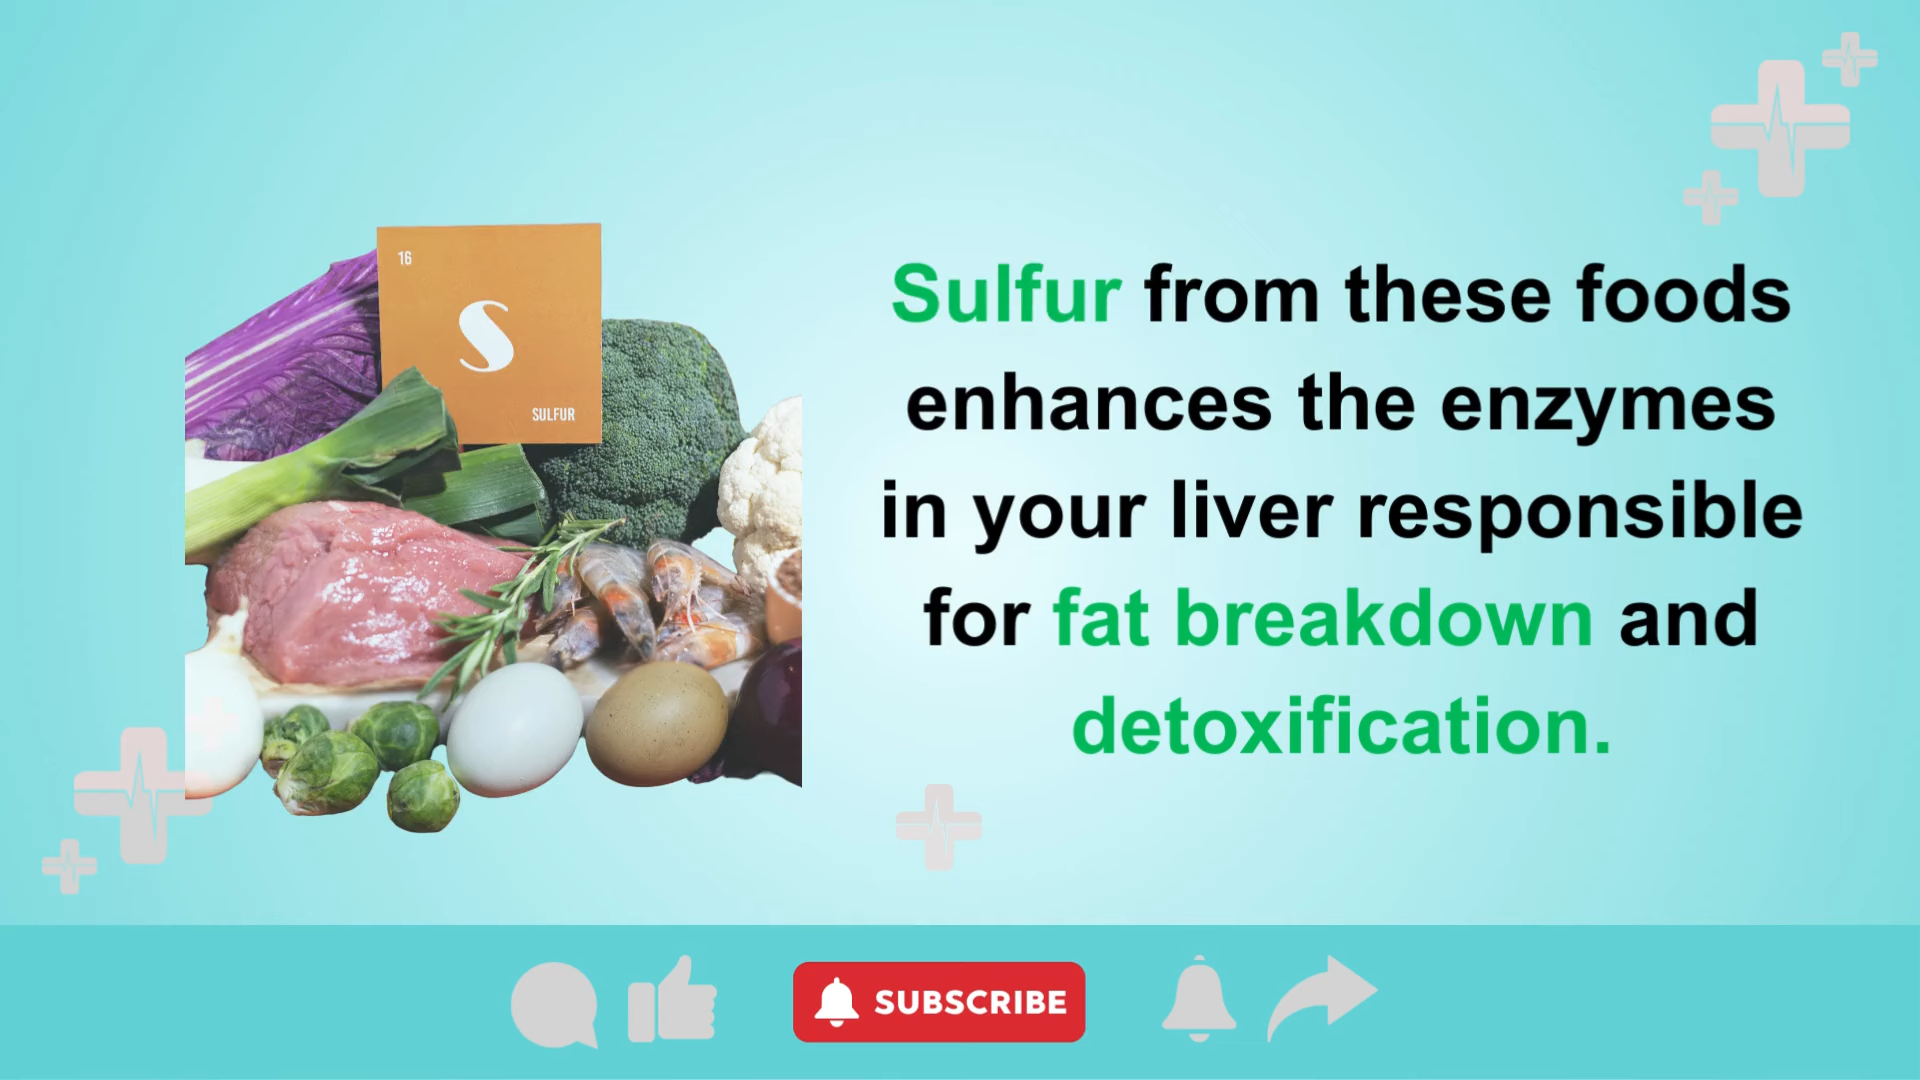 16
S
SULFUR
Sulfur from these foods
enhances the enzymes
in your liver responsible
for fat breakdown and
detoxification.
SUBSCRIBE